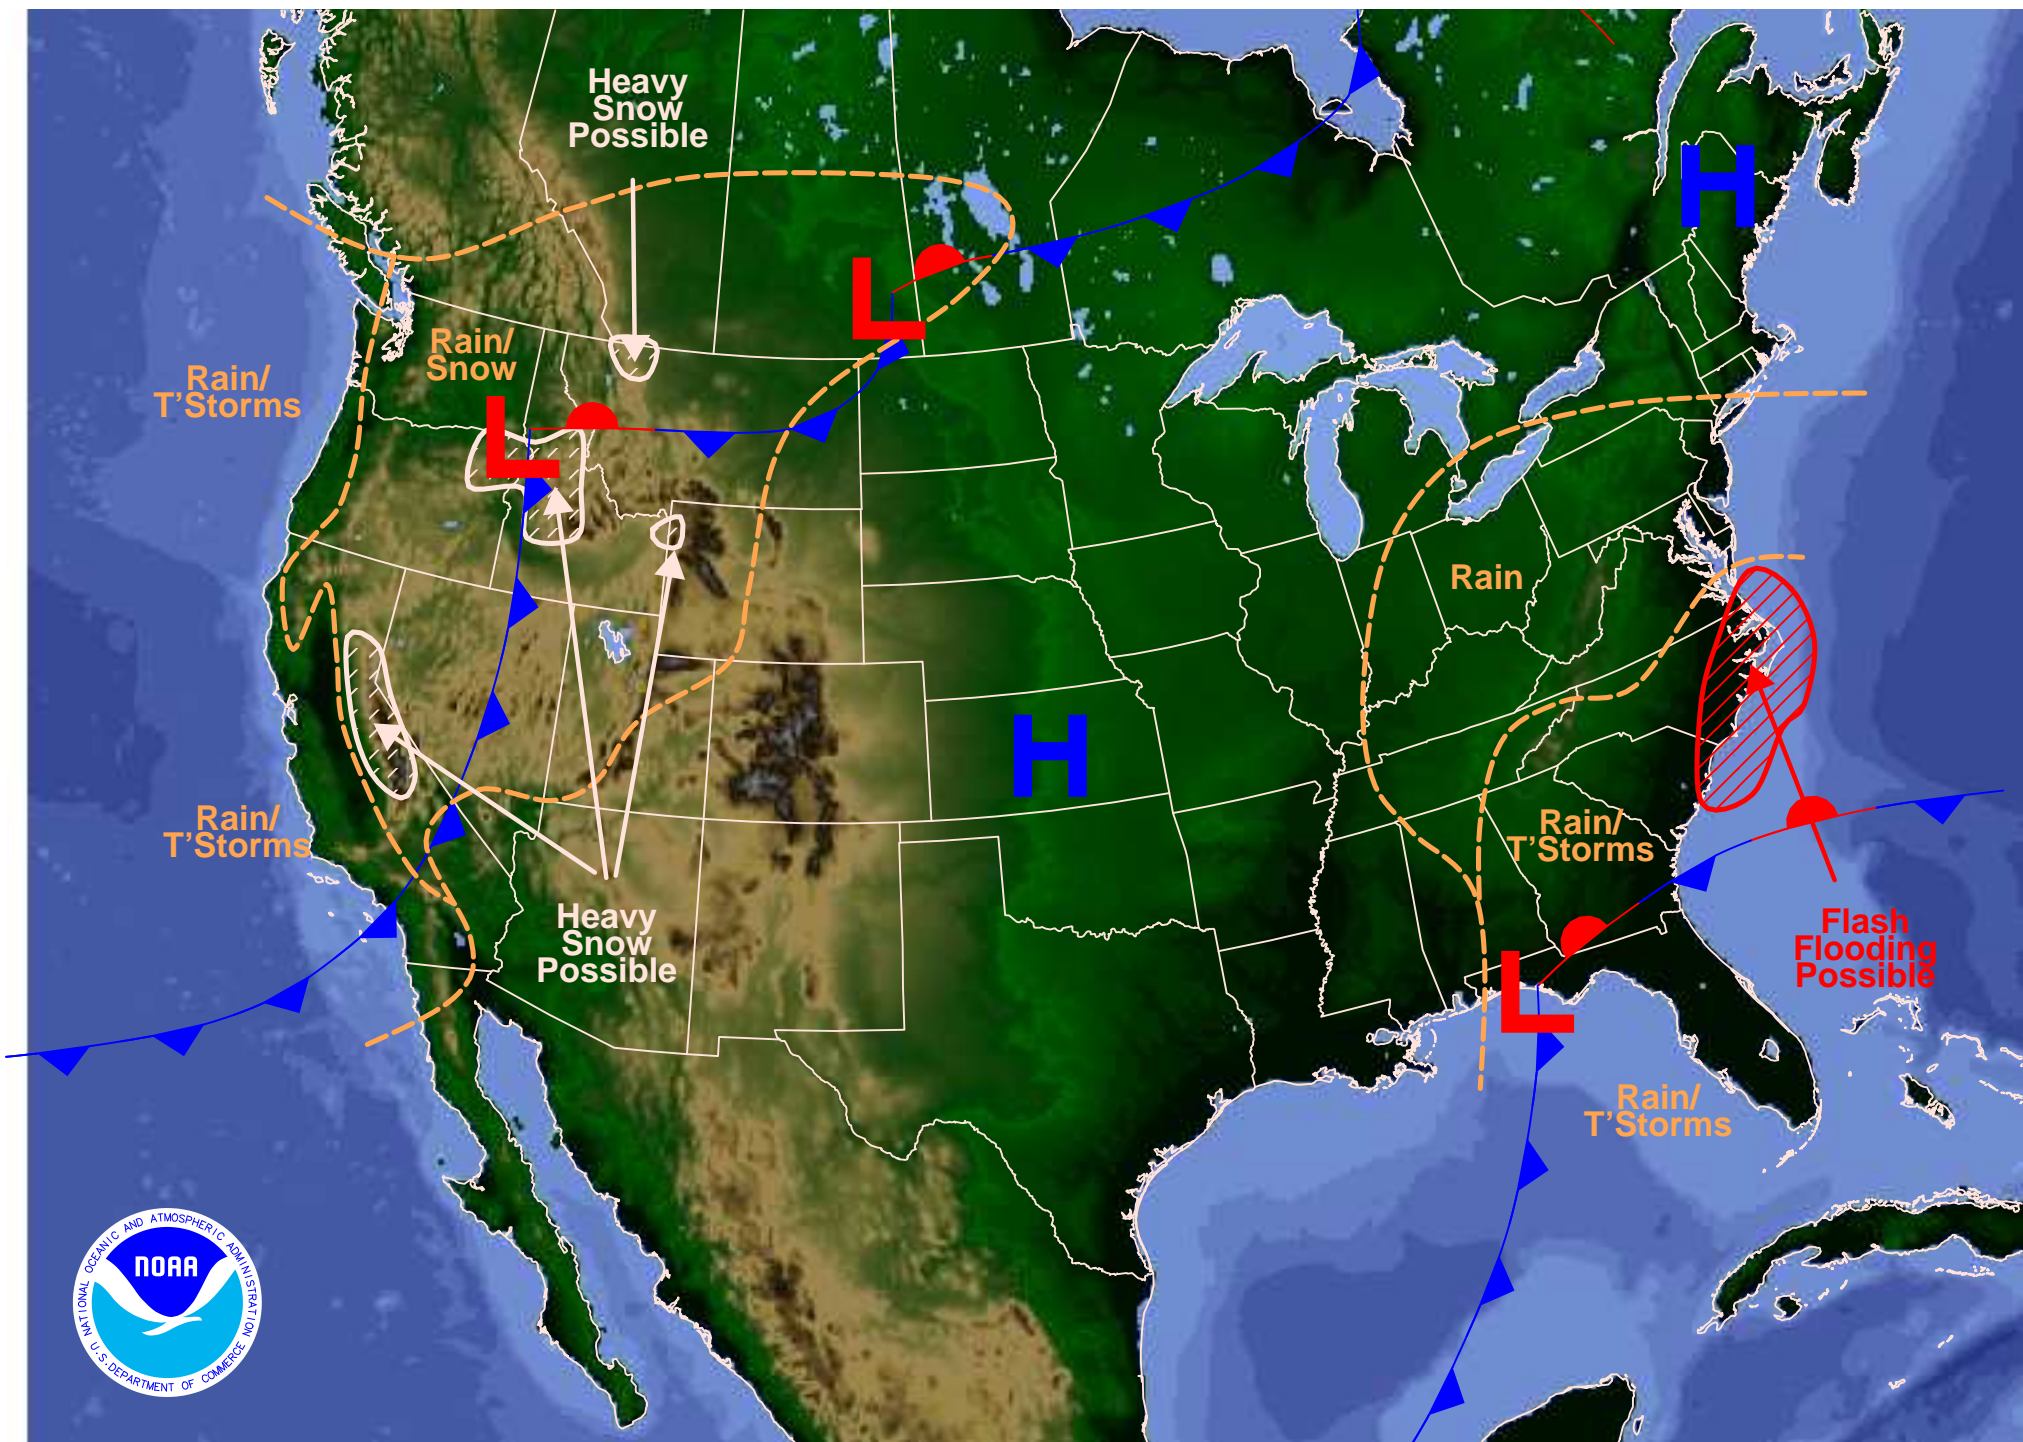 Heavy
Snow
Possible
H
L
Rain/
Snow
Rain/
T'Storms
L
Rain
H
Rain/
T'Storms
Rain/
T'Storms
Heavy
Snow
Possible
Flash
Flooding
Possible
L
Rain/
T'Storms
NATIONAL OCEANIC AND ATMOSPHERIC ADMINISTRATION
NOAA
U.S. DEPARTMENT OF COMMERCE